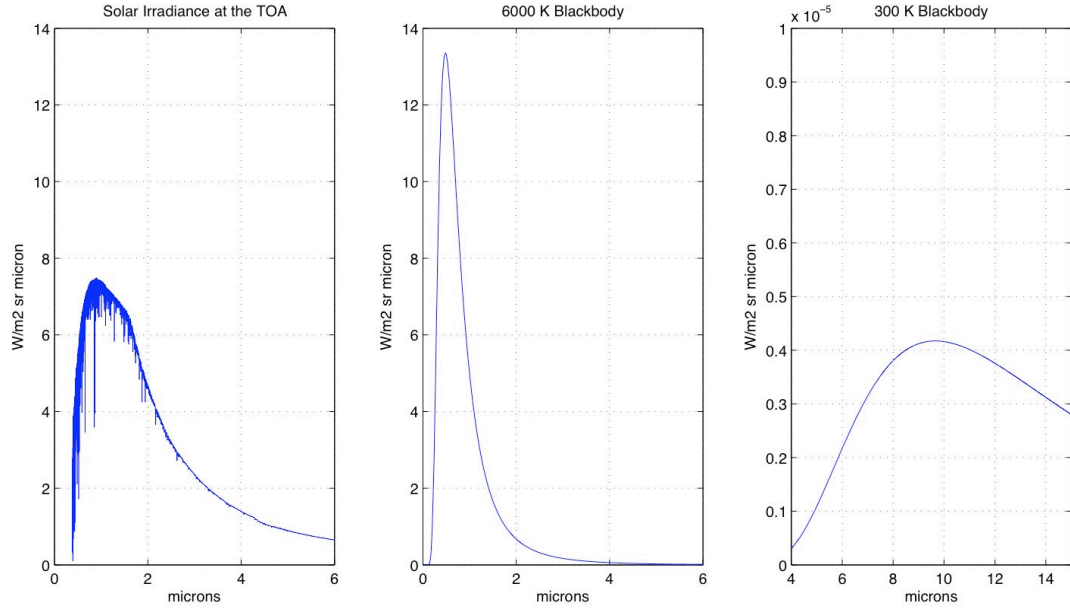 Solar Irradiance at the TOA
14
12
10
8
6
4
2
0
W/m2 sr micron
0 2 4 6
microns
6000 K Blackbody
14
12
10
8
6
4
2
0
W/m2 sr micron
0 2 4 6
microns
300 K Blackbody
x 10⁻⁵
1
0.9
0.8
0.7
0.6
0.5
0.4
0.3
0.2
0.1
0
W/m2 sr micron
4 6 8 10 12 14
microns